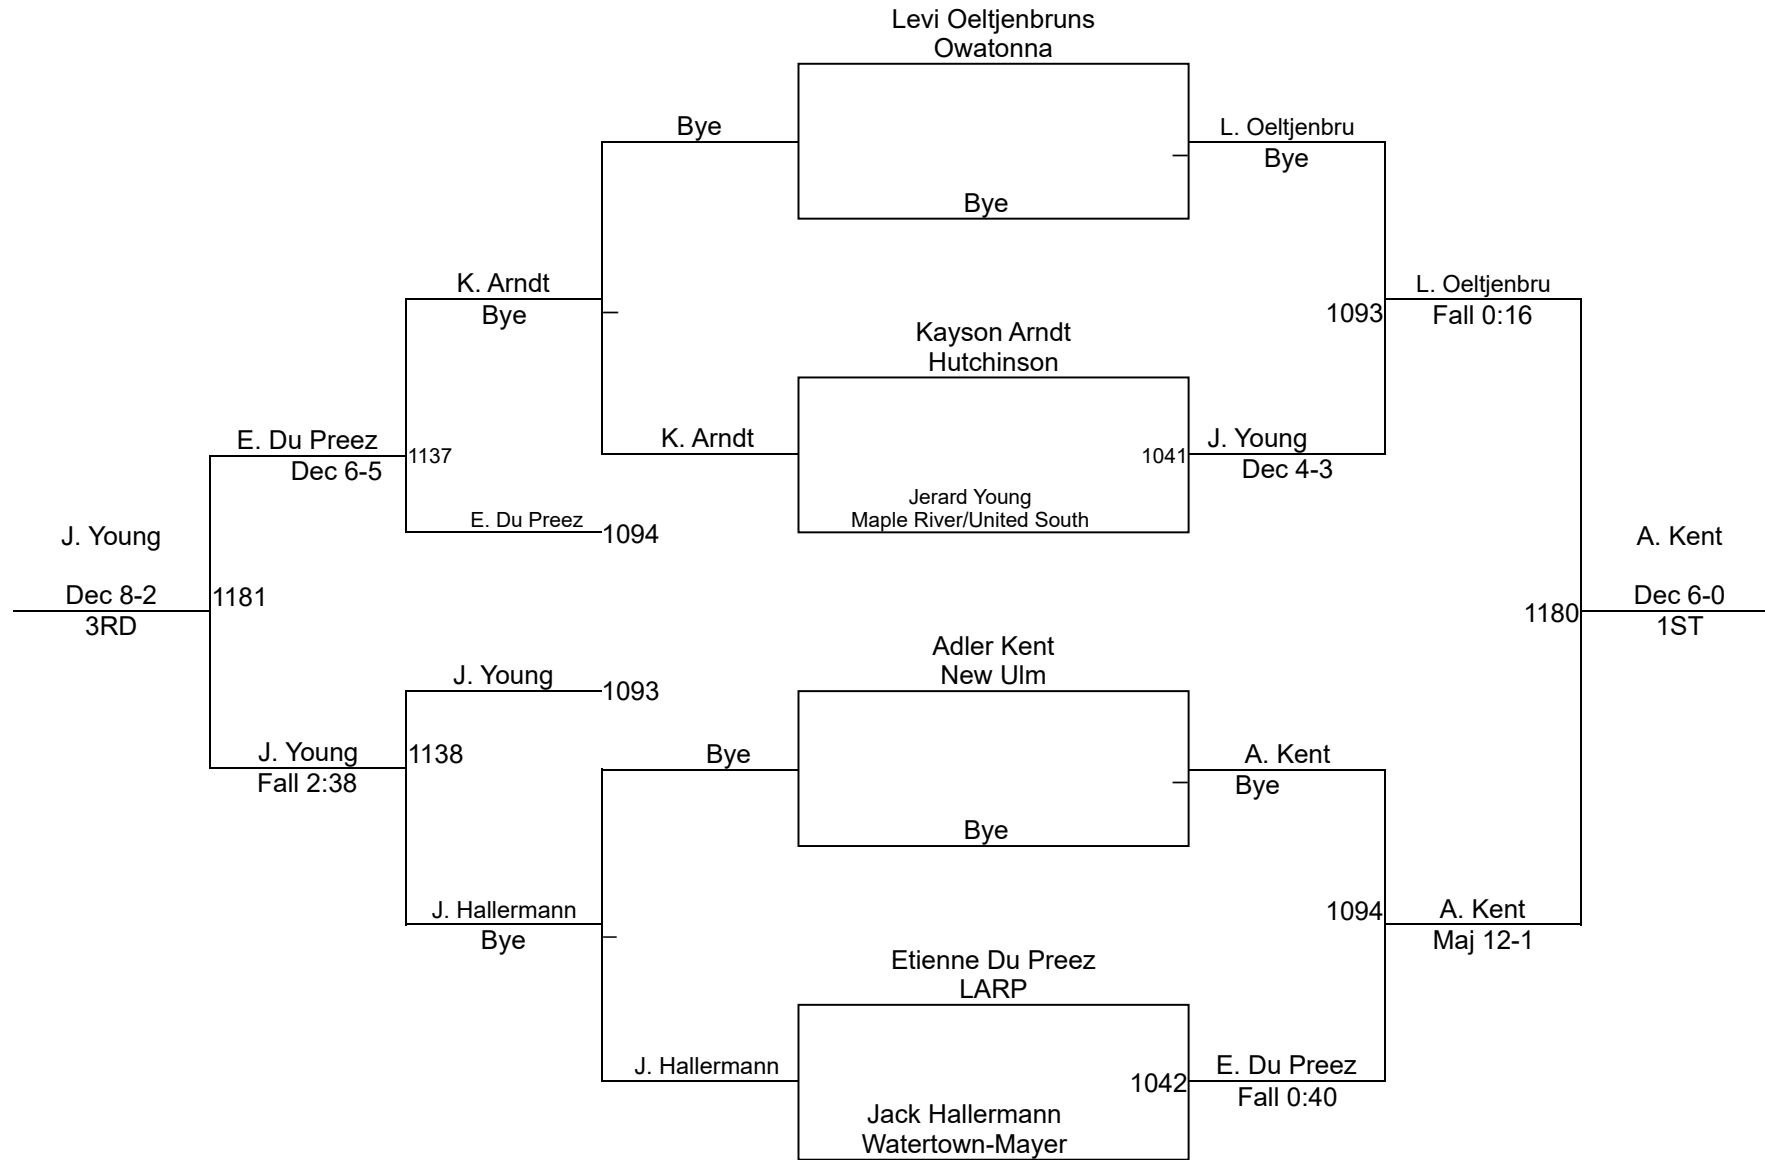 Levi Oeltjenbruns
Owatonna
Bye
L. Oeltjenbru
Bye
Bye
K. Arndt
Bye
L. Oeltjenbru
1093
Fall 0:16
Kayson Arndt
Hutchinson
E. Du Preez
Dec 6-5
1137
K. Arndt
1041
J. Young
Dec 4-3
Jerard Young
Maple River/United South
E. Du Preez
1094
J. Young
Dec 8-2
3RD
1181
A. Kent
1180
Dec 6-0
1ST
Adler Kent
New Ulm
J. Young
1093
J. Young
Fall 2:38
1138
Bye
A. Kent
Bye
Bye
J. Hallermann
Bye
1094
A. Kent
Maj 12-1
Etienne Du Preez
LARP
J. Hallermann
1042
E. Du Preez
Fall 0:40
Jack Hallermann
Watertown-Mayer